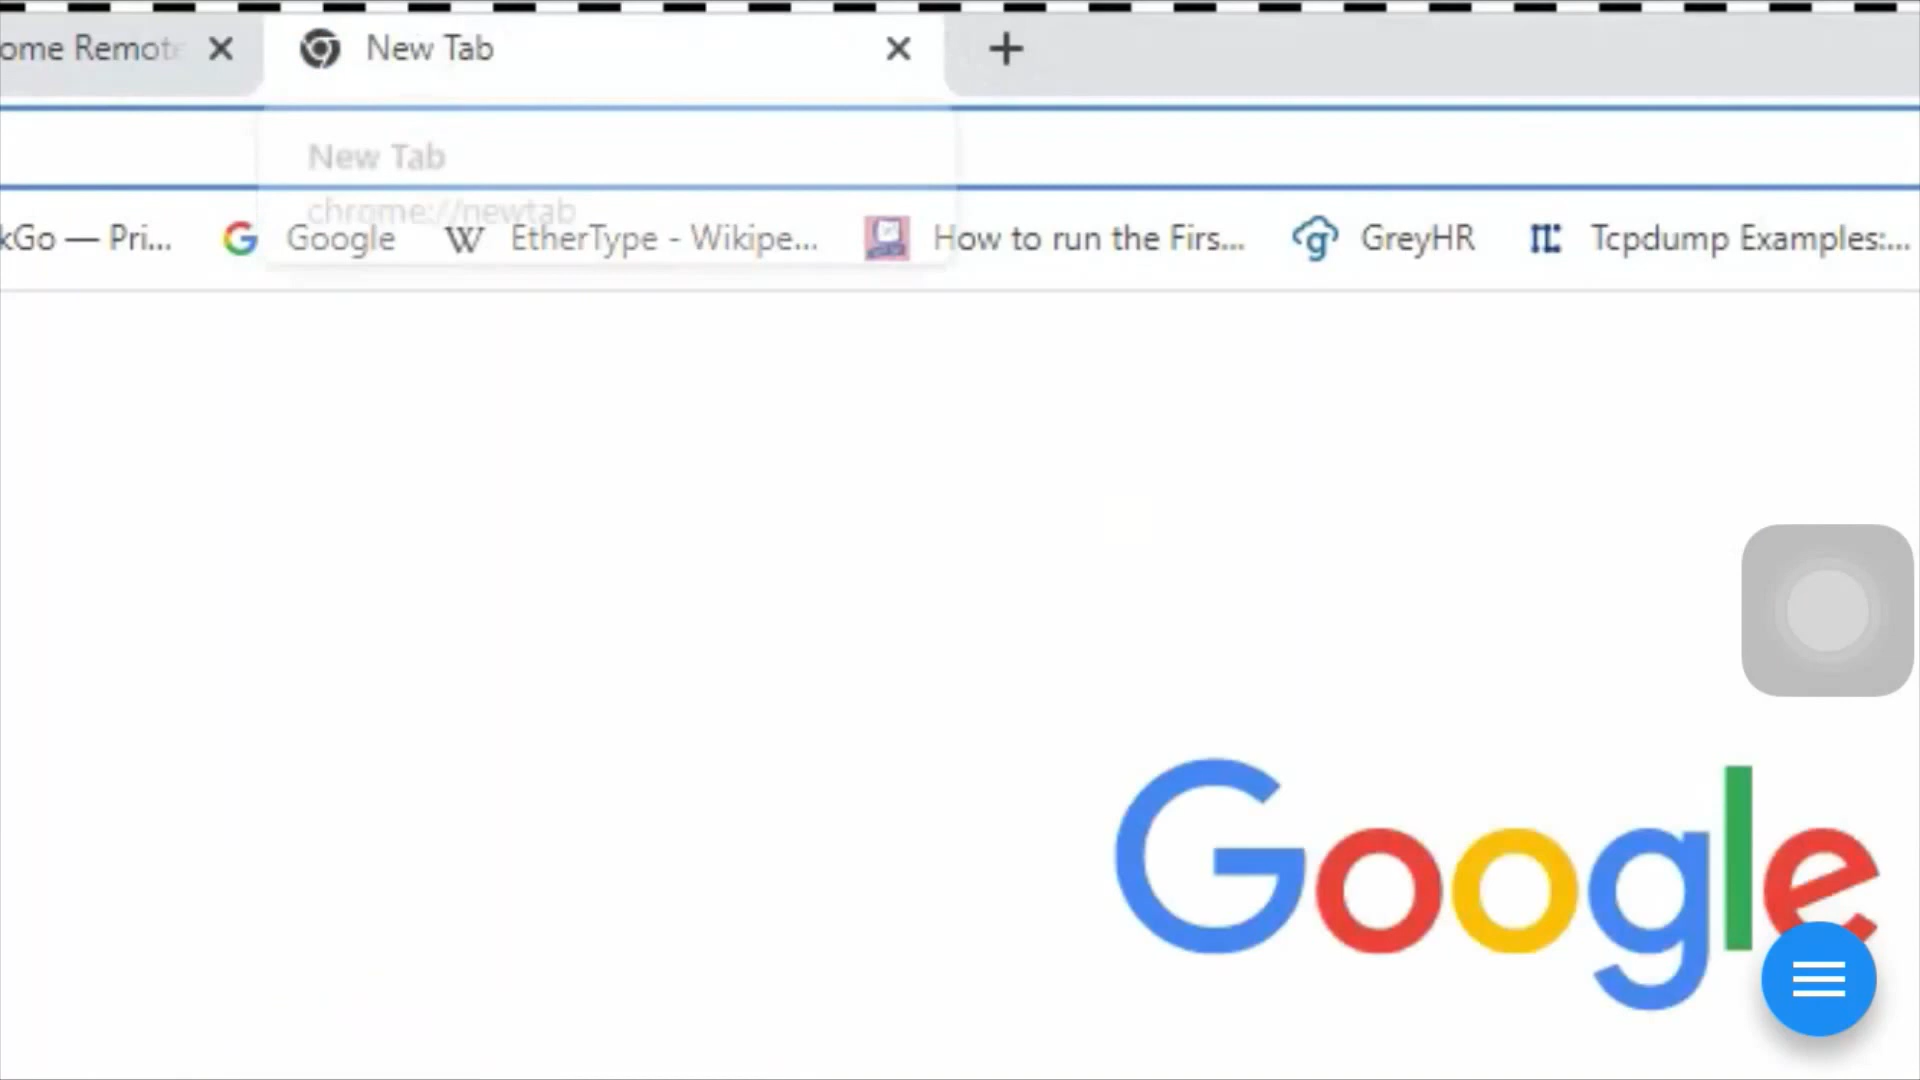 ome Remote New Tab
New Tab
chrome://newtab
kGo — Pri... Google EtherType - Wikipe... How to run the Firs... GreyHR Tcpdump Examples:...
Google